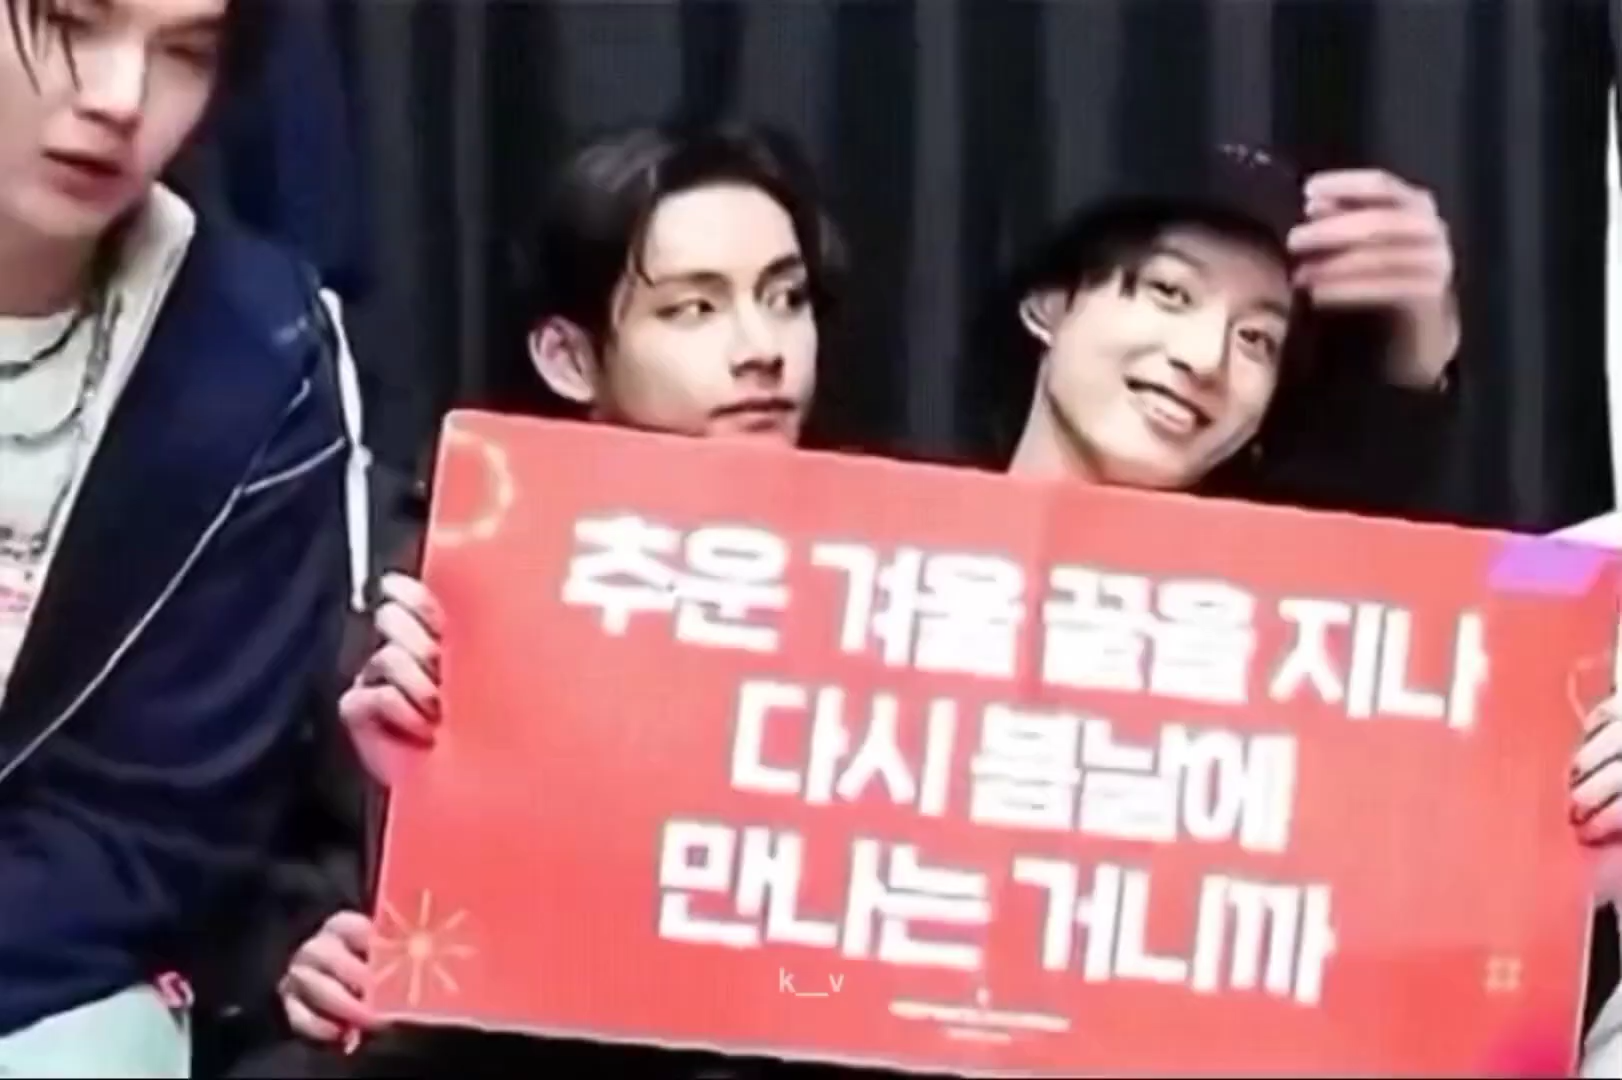 추운 겨울 끝을 지나
다시 봄날에
만나는 거니까
k__v